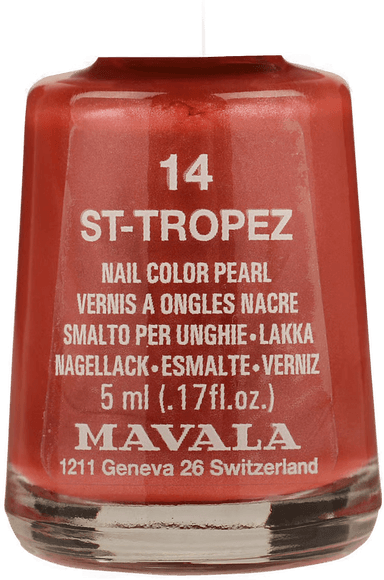 14
ST-TROPEZ
NAIL COLOR PEARL
VERNIS A ONGLES NACRE
SMALTO PER UNGHIE•LAKKA
NAGELLACK•ESMALTE•VERNIZ
5 ml (.17fl.oz.)
MAVALA
1211 Geneva 26 Switzerland